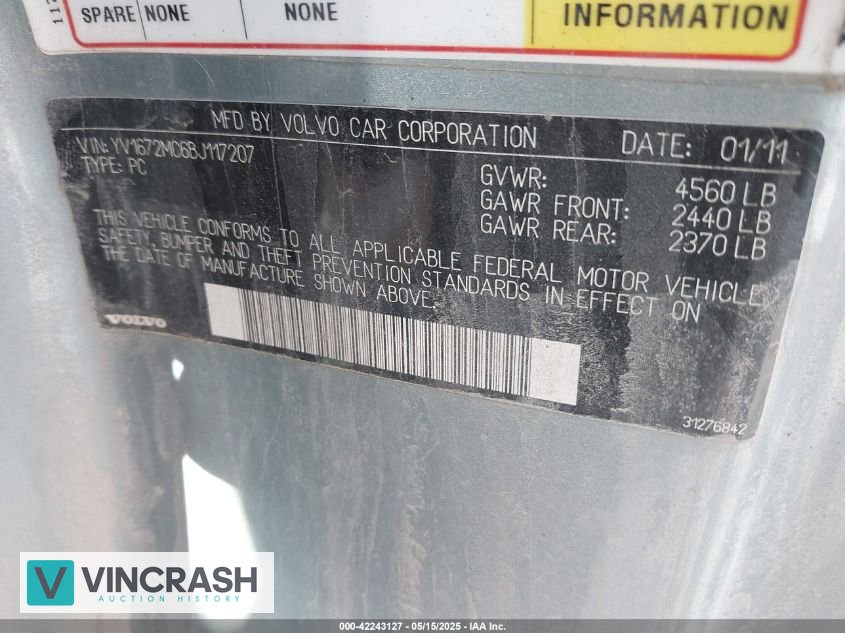 SPARE NONE NONE
INFORMATION
MFD BY VOLVO CAR CORPORATION DATE: 01/11
VIN: YV1672MC6BJ117207
TYPE: PC
GVWR: 4560 LB
GAWR FRONT: 2440 LB
GAWR REAR: 2370 LB
THIS VEHICLE CONFORMS TO ALL APPLICABLE FEDERAL MOTOR VEHICLE
SAFETY, BUMPER, AND THEFT PREVENTION STANDARDS IN EFFECT ON
THE DATE OF MANUFACTURE SHOWN ABOVE.
VOLVO
31276842
V VINCRASH
AUCTION HISTORY
000-42243127 - 05/15/2025 - IAA Inc.